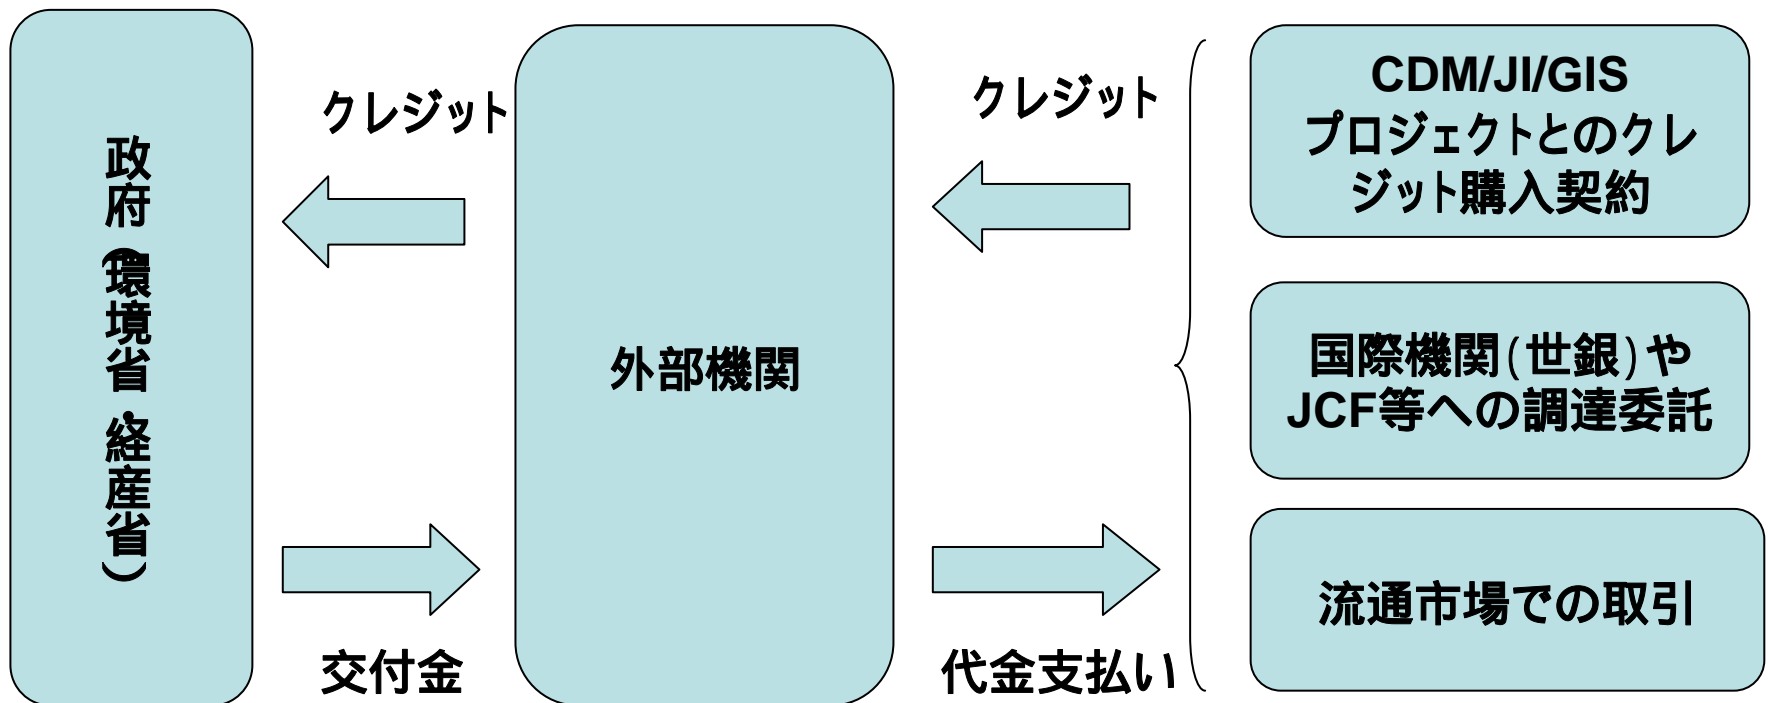 政府(環境省・経産省)
クレジット
交付金
外部機関
クレジット
代金支払い
CDM/JI/GIS
プロジェクトとのクレ
ジット購入契約
国際機関(世銀)や
JCF等への調達委託
流通市場での取引